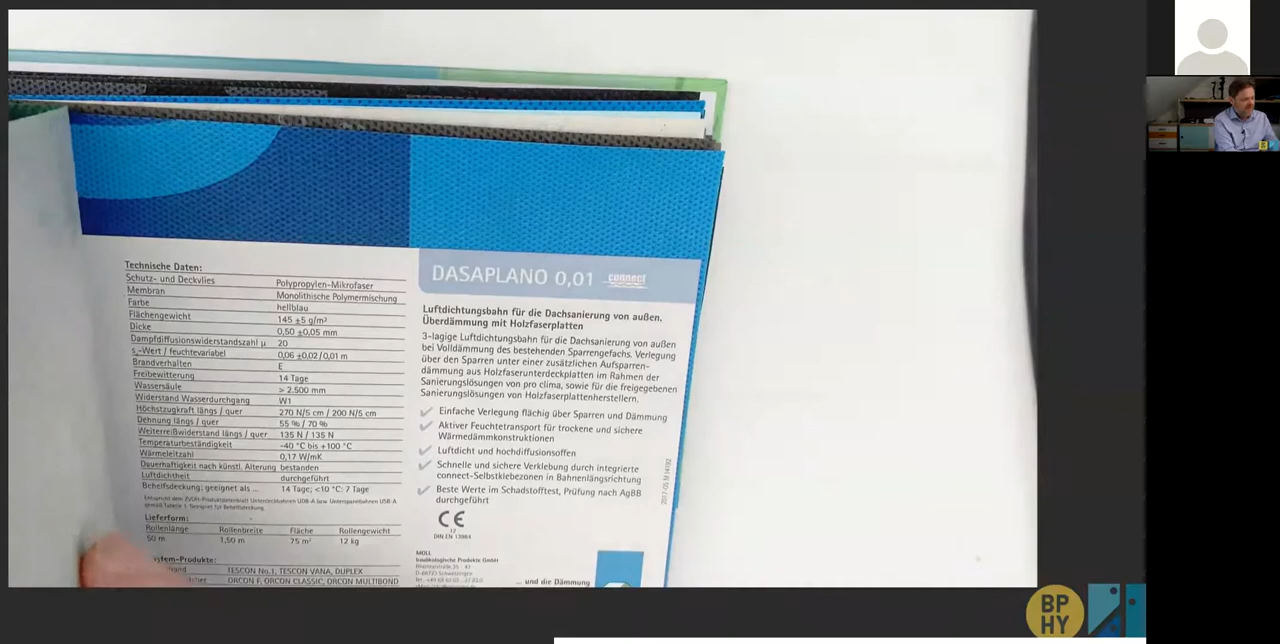 Technische Daten:
Schutz- und Deckvlies Polypropylen-Mikrofaser
Membran Monolithische Polymermischung
Farbe hellblau
Flächengewicht 145 ±5 g/m²
Dicke 0,50 ±0,05 mm
Dampfdiffusionswiderstandszahl µ 20
sd-Wert / feuchtevariabel 0,06 ±0,02/0,01 m
Brandverhalten E
Freibewitterung 14 Tage
Wassersäule > 2.500 mm
Widerstand Wasserdurchgang W1
Höchstzugkraft längs / quer 270 N/5 cm / 200 N/5 cm
Dehnung längs / quer 55 % / 70 %
Weiterreißwiderstand längs / quer 135 N / 135 N
Temperaturbeständigkeit -40 °C bis +100 °C
Wärmeleitzahl 0,17 W/mK
Dauerhaftigkeit nach künstl. Alterung bestanden
Luftdichtheit durchgeführt
Behelfsdeckung: geeignet als ... 14 Tage; <10 °C: 7 Tage
Lieferform:
Rollenlänge Rollenbreite Fläche Rollengewicht
50 m 1,50 m 75 m² 12 kg
stem-Produkte:
TESCON No.1, TESCON VANA, DUPLEX
ORCON F, ORCON CLASSIC, ORCON MULTIBOND
DASAPLANO 0,01 connect
Luftdichtungsbahn für die Dachsanierung von außen.
Überdämmung mit Holzfaserplatten
3-lagige Luftdichtungsbahn für die Dachsanierung von außen
bei Volldämmung des bestehenden Sparrengefachs. Verlegung
über den Sparren unter einer zusätzlichen Aufsparren-
dämmung aus Holzfaserunterdeckplatten im Rahmen der
Sanierungslösungen von pro clima, sowie für die freigegebenen
Sanierungslösungen von Holzfaserplattenherstellern.
Einfache Verlegung flächig über Sparren und Dämmung
Aktiver Feuchtetransport für trockene und sichere
Wärmedämmkonstruktionen
Luftdicht und hochdiffusionsoffen
Schnelle und sichere Verklebung durch integrierte
connect-Selbstklebezonen in Bahnenlängsrichtung
Beste Werte im Schadstofftest, Prüfung nach AgBB
durchgeführt
CE
DIN EN 13984
MOLL
bauökologische Produkte GmbH
... und die Dämmung
BP
HY